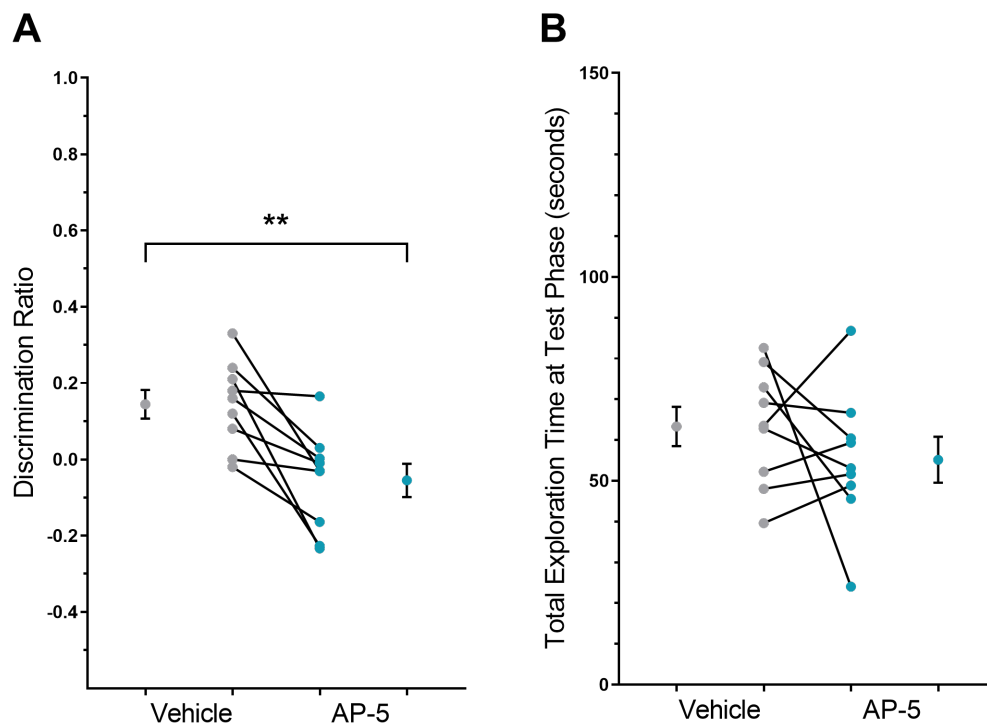 A
Discrimination Ratio
1.0
0.8
0.6
0.4
0.2
0.0
-0.2
-0.4
**
Vehicle
AP-5
B
Total Exploration Time at Test Phase (seconds)
150
100
50
0
Vehicle
AP-5